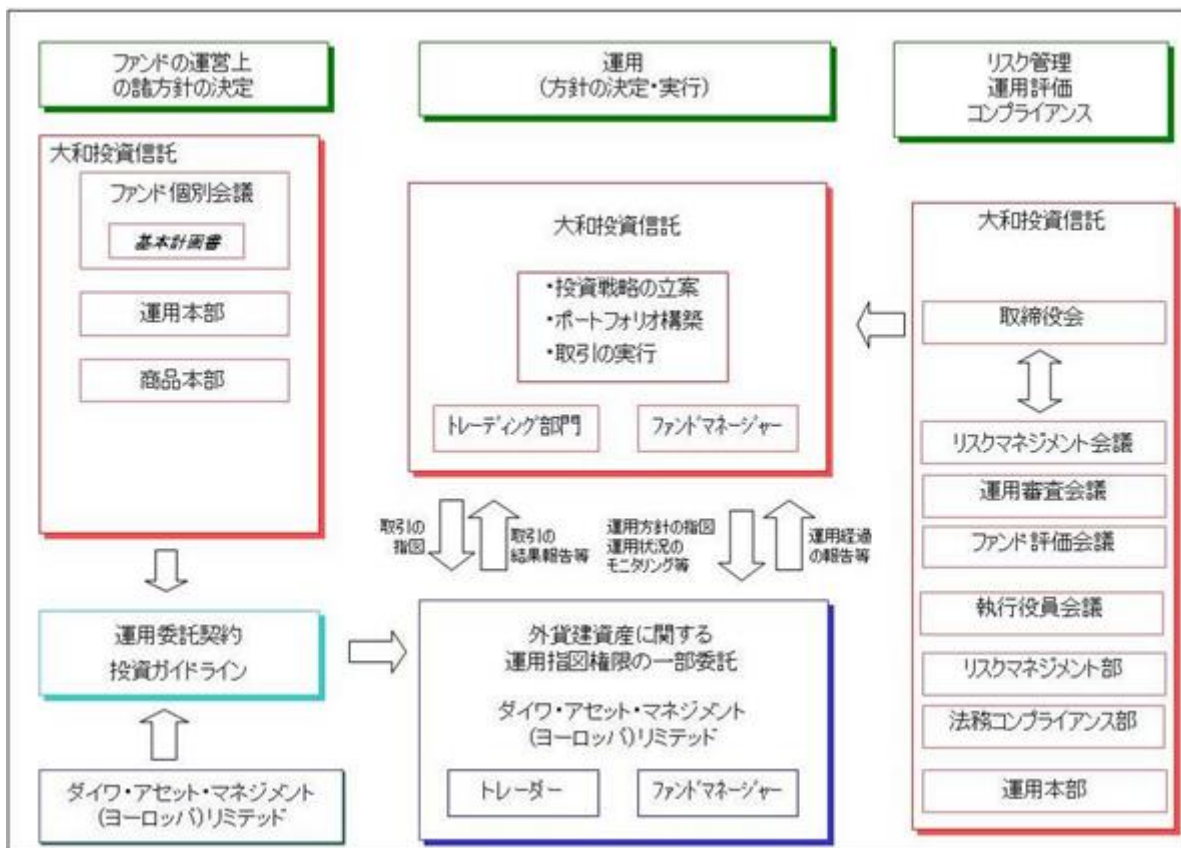 ファンドの運営上
の諸方針の決定
運用
(方針の決定・実行)
リスク管理
運用評価
コンプライアンス
大和投資信託
ファンド個別会議
基本計画書
運用本部
商品本部
大和投資信託
・投資戦略の立案
・ポートフォリオ構築
・取引の実行
トレーディング部門
ファンドマネージャー
大和投資信託
取締役会
リスクマネジメント会議
運用審査会議
ファンド評価会議
執行役員会議
リスクマネジメント部
法務コンプライアンス部
運用本部
取引の
指図
取引の
結果報告等
運用方針の指図
運用状況の
モニタリング等
運用経過
の報告等
運用委託契約
投資ガイドライン
外貨建資産に関する
運用指図権限の一部委託
ダイワ・アセット・マネジメント
(ヨーロッパ)リミテッド
トレーダー
ファンドマネージャー
ダイワ・アセット・マネジメント
(ヨーロッパ)リミテッド